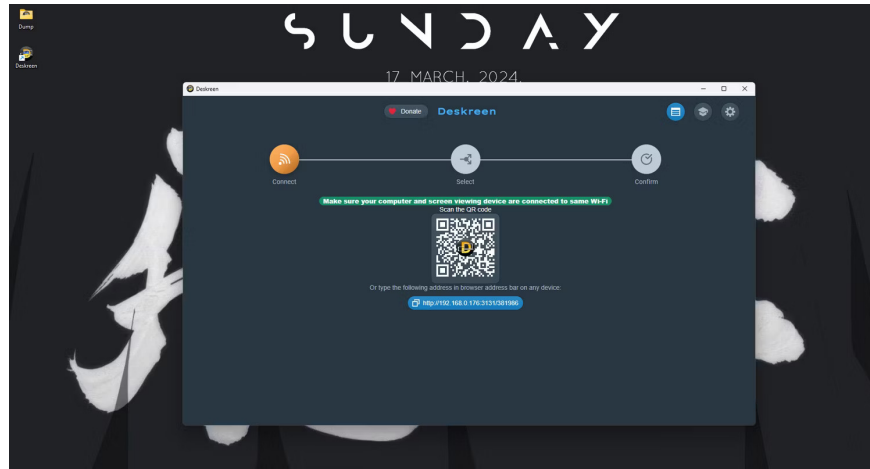 SUNDAY
17 MARCH, 2024.
Dump
Deskreen
Deskreen
Donate
Deskreen
Connect
Select
Confirm
Make sure your computer and screen viewing device are connected to same Wi-Fi
Scan the QR code
D
Or type the following address in browser address bar on any device:
http://192.168.0.176:3131/381986